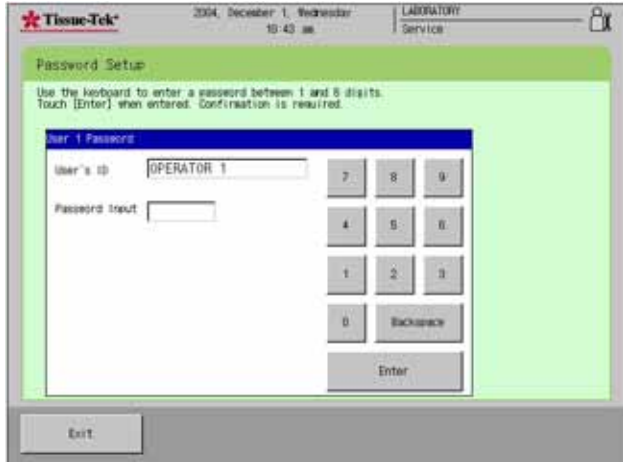 Tissue-Tek
2004, December 1, Wednesday
10:43 am
LABORATORY
Service
Password Setup
Use the keyboard to enter a password between 1 and 8 digits.
Touch [Enter] when entered. Confirmation is required.
User 1 Password
User's ID
OPERATOR 1
7
8
9
Password Input
4
5
6
1
2
3
0
Backspace
Enter
Exit